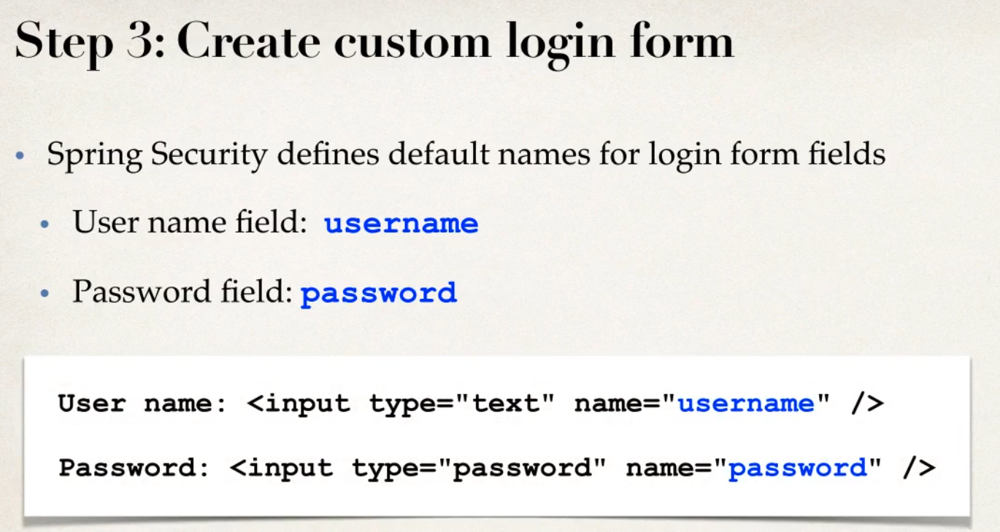 Step 3: Create custom login form
• Spring Security defines default names for login form fields
• User name field: username
• Password field: password
User name: <input type="text" name="username" />
Password: <input type="password" name="password" />